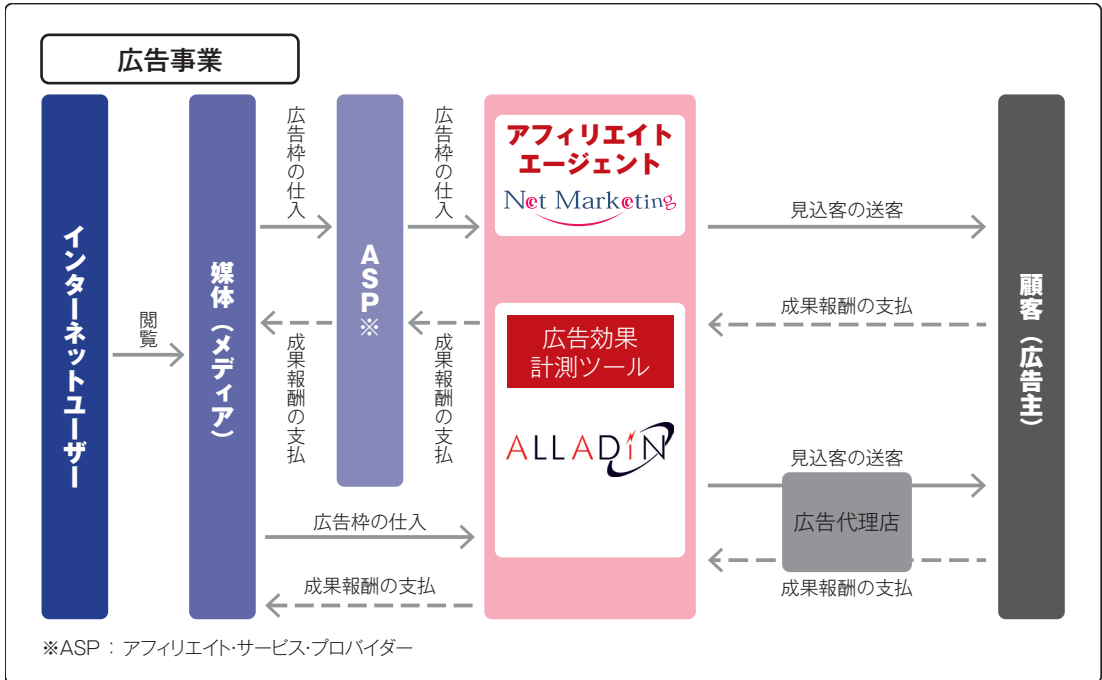 広告事業
インターネットユーザー
閲覧
媒体（メディア）
広告枠の仕入
成果報酬の支払
ASP※
広告枠の仕入
成果報酬の支払
広告枠の仕入
成果報酬の支払
アフィリエイト
エージェント
Net Marketing
広告効果
計測ツール
ALLADiN
見込客の送客
成果報酬の支払
見込客の送客
広告代理店
成果報酬の支払
顧客（広告主）
※ASP ： アフィリエイト・サービス・プロバイダー